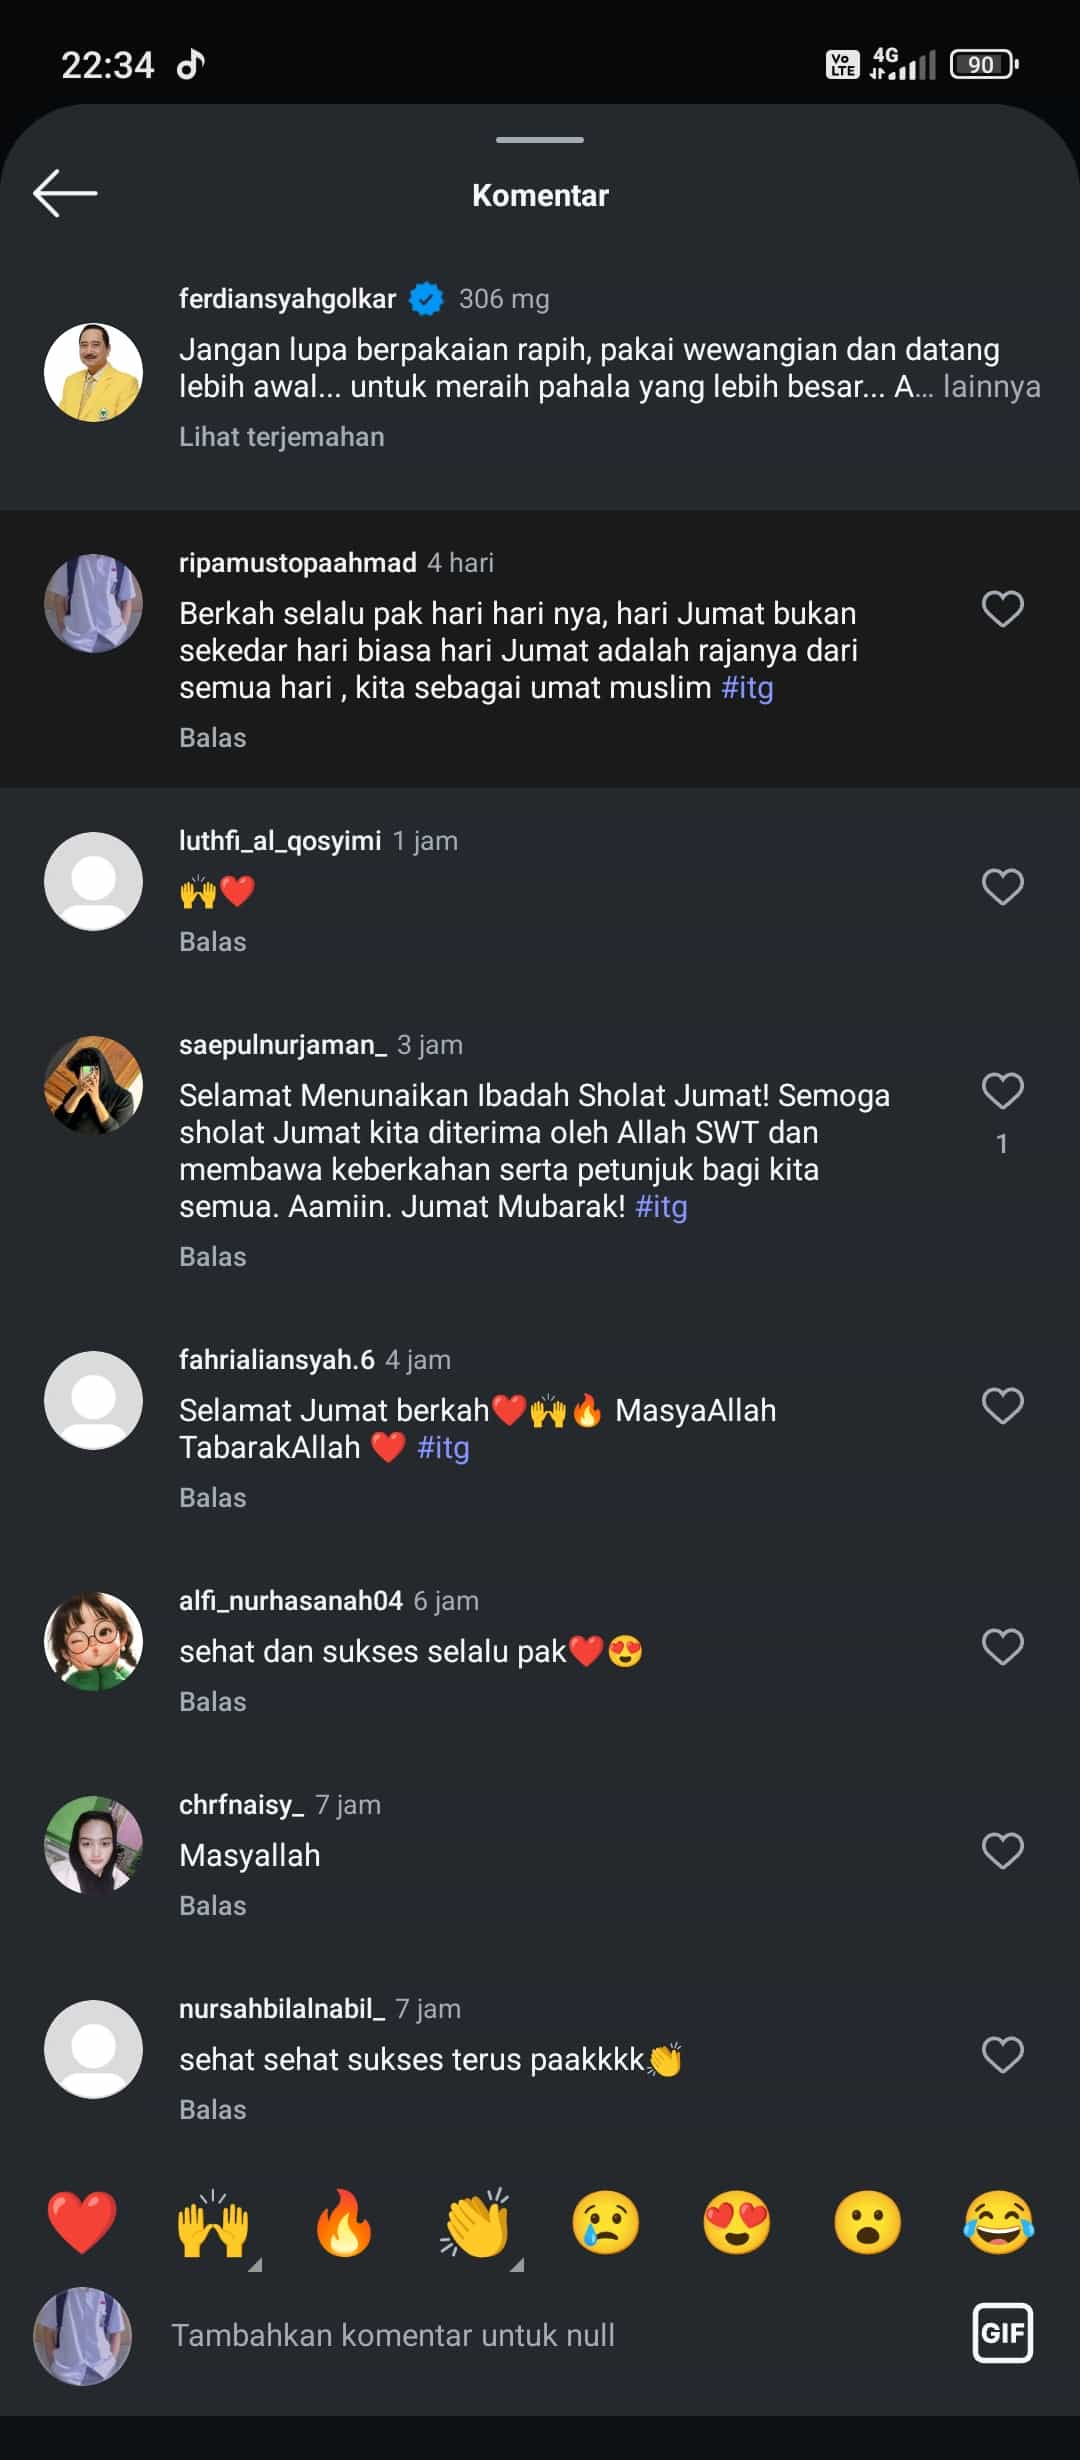 22:34
Vo LTE 4G 90
Komentar
ferdiansyahgolkar 306 mg
Jangan lupa berpakaian rapih, pakai wewangian dan datang
lebih awal... untuk meraih pahala yang lebih besar... A... lainnya
Lihat terjemahan
ripamustopaahmad 4 hari
Berkah selalu pak hari hari nya, hari Jumat bukan
sekedar hari biasa hari Jumat adalah rajanya dari
semua hari , kita sebagai umat muslim #itg
Balas
luthfi_al_qosyimi 1 jam
🙌❤️
Balas
saepulnurjaman_ 3 jam
Selamat Menunaikan Ibadah Sholat Jumat! Semoga
sholat Jumat kita diterima oleh Allah SWT dan
membawa keberkahan serta petunjuk bagi kita
semua. Aamiin. Jumat Mubarak! #itg
1
Balas
fahrialiansyah.6 4 jam
Selamat Jumat berkah❤️🙌🔥 MasyaAllah
TabarakAllah ❤️ #itg
Balas
alfi_nurhasanah04 6 jam
sehat dan sukses selalu pak❤️😍
Balas
chrfnaisy_ 7 jam
Masyallah
Balas
nursahbilalnabil_ 7 jam
sehat sehat sukses terus paakkkk👏
Balas
❤️🙌🔥👏😢😍😮😂
Tambahkan komentar untuk null
GIF